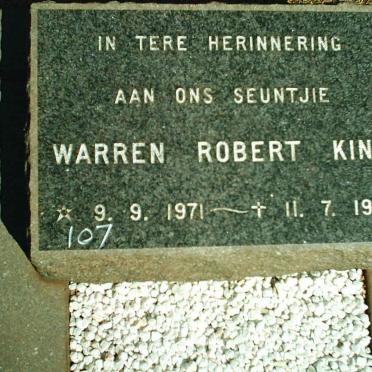 IN TERE HERINNERING
AAN ONS SEUNTJIE
WARREN ROBERT KIN
☆ 9. 9. 1971 ~ ✝ 11. 7. 19
107